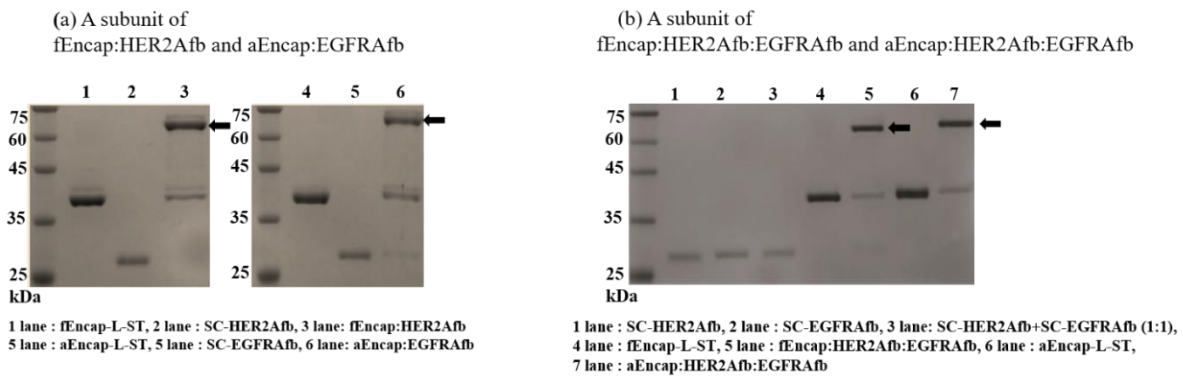 (a) A subunit of
fEncap:HER2Afb and aEncap:EGFRAfb
1 2 3 4 5 6
75
60
45
35
25
kDa
75
60
45
35
25
1 lane : fEncap-L-ST, 2 lane : SC-HER2Afb, 3 lane: fEncap:HER2Afb
5 lane : aEncap-L-ST, 5 lane : SC-EGFRAfb, 6 lane: aEncap:EGFRAfb
(b) A subunit of
fEncap:HER2Afb:EGFRAfb and aEncap:HER2Afb:EGFRAfb
1 2 3 4 5 6 7
75
60
45
35
25
kDa
1 lane : SC-HER2Afb, 2 lane : SC-EGFRAfb, 3 lane: SC-HER2Afb+SC-EGFRAfb (1:1),
4 lane : fEncap-L-ST, 5 lane : fEncap:HER2Afb:EGFRAfb, 6 lane : aEncap-L-ST,
7 lane : aEncap:HER2Afb:EGFRAfb